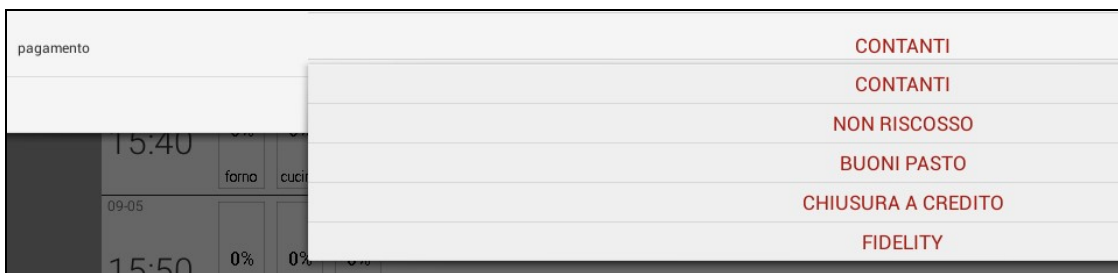 pagamento
CONTANTI
CONTANTI
NON RISCOSSO
BUONI PASTO
CHIUSURA A CREDITO
FIDELITY
15:40
forno
09-05
15:50
0%
0%